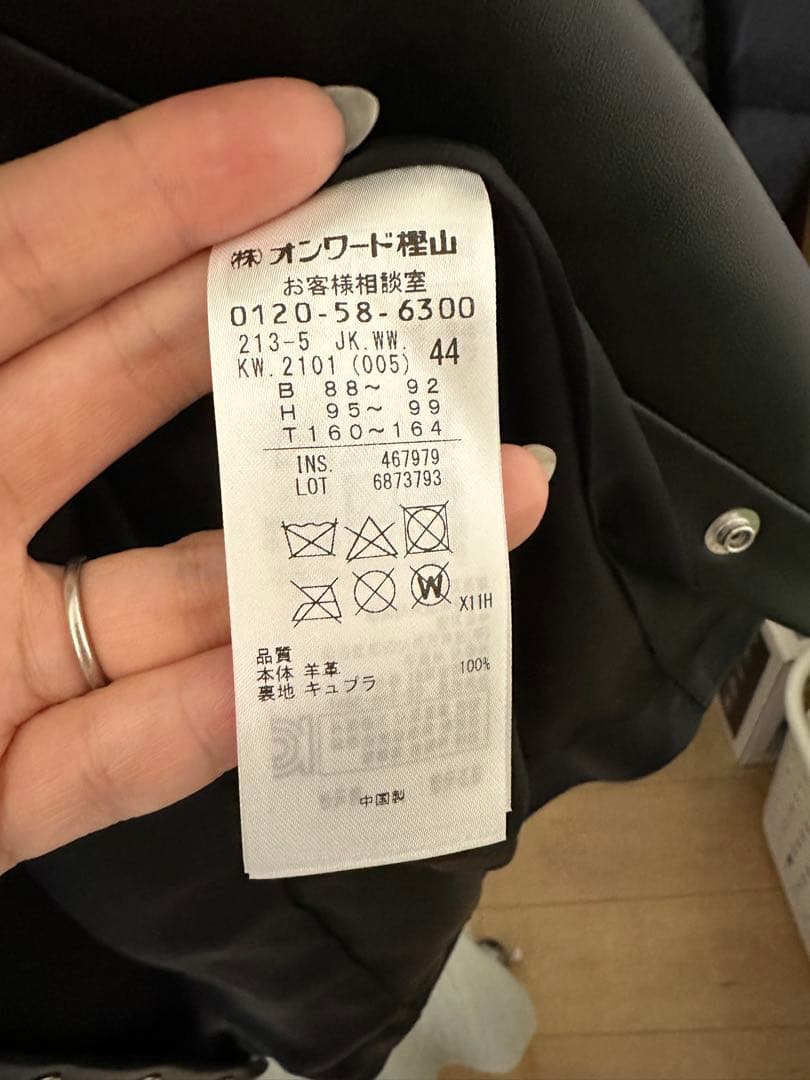 ㈱オンワード樫山
お客様相談室
0120-58-6300
213-5 JK.WW.
KW.2101 (005) 44
B 88～ 92
H 95～ 99
T160～164
INS. 467979
LOT 6873793
W
X11H
品質
本体 羊革
裏地 キュプラ 100%
中国製